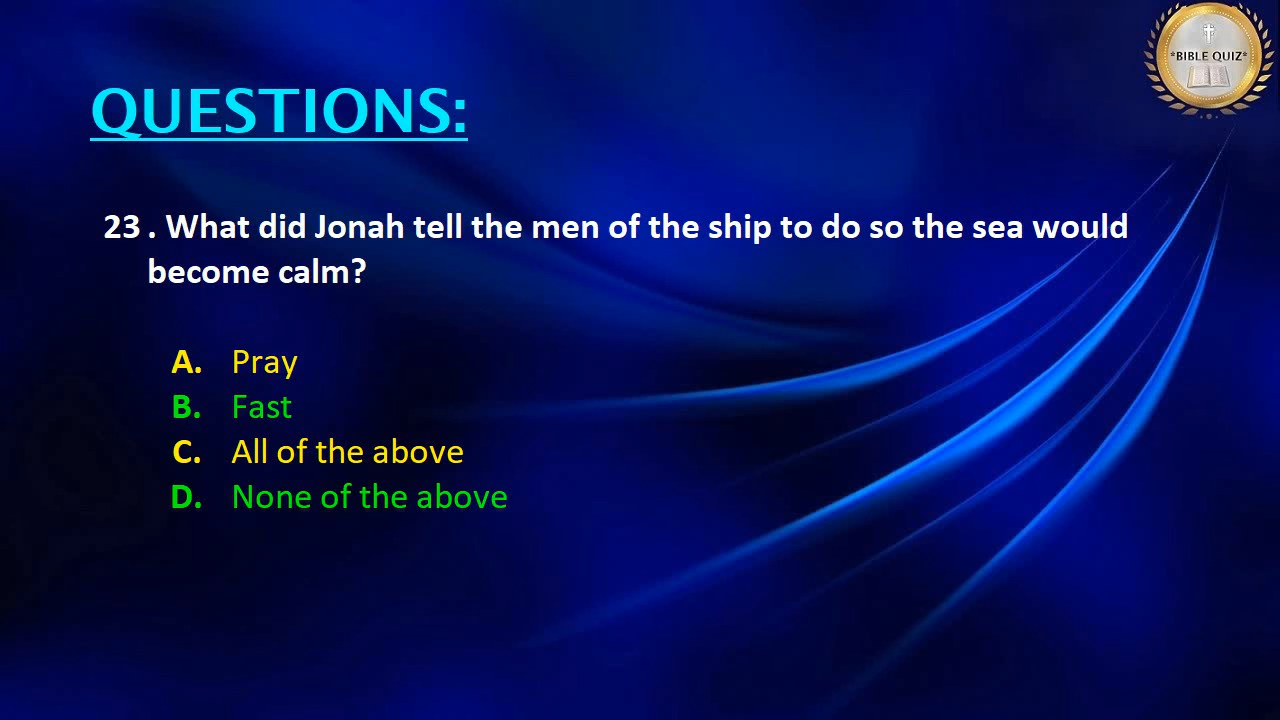 *BIBLE QUIZ*
QUESTIONS:
23 . What did Jonah tell the men of the ship to do so the sea would
become calm?
A. Pray
B. Fast
C. All of the above
D. None of the above